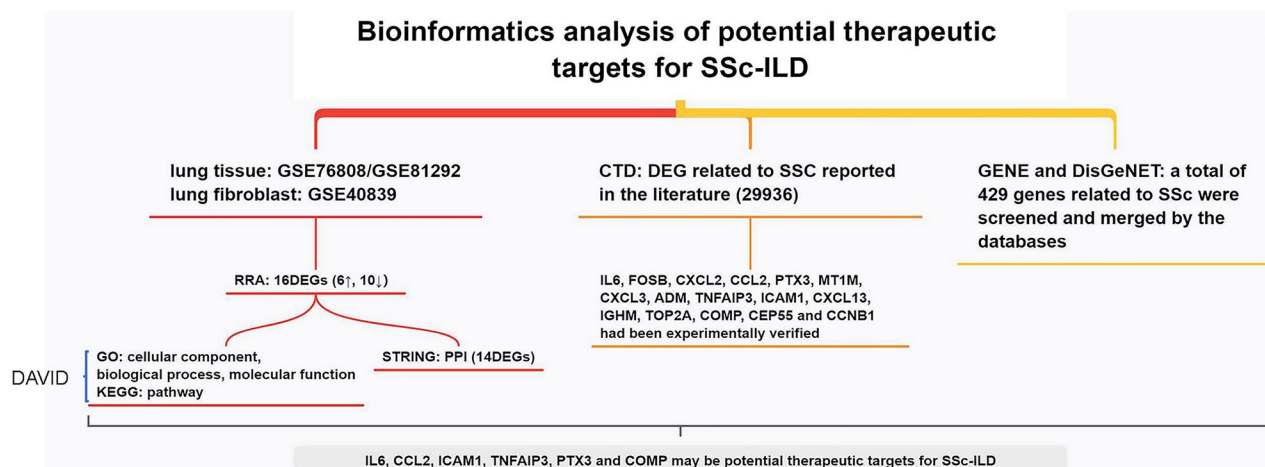 Bioinformatics analysis of potential therapeutic
targets for SSc-ILD
lung tissue: GSE76808/GSE81292
lung fibroblast: GSE40839
CTD: DEG related to SSC reported
in the literature (29936)
GENE and DisGeNET: a total of
429 genes related to SSc were
screened and merged by the
databases
RRA: 16DEGs (6↑, 10↓)
IL6, FOSB, CXCL2, CCL2, PTX3, MT1M,
CXCL3, ADM, TNFAIP3, ICAM1, CXCL13,
IGHM, TOP2A, COMP, CEP55 and CCNB1
had been experimentally verified
DAVID
GO: cellular component,
biological process, molecular function
KEGG: pathway
STRING: PPI (14DEGs)
IL6, CCL2, ICAM1, TNFAIP3, PTX3 and COMP may be potential therapeutic targets for SSc-ILD